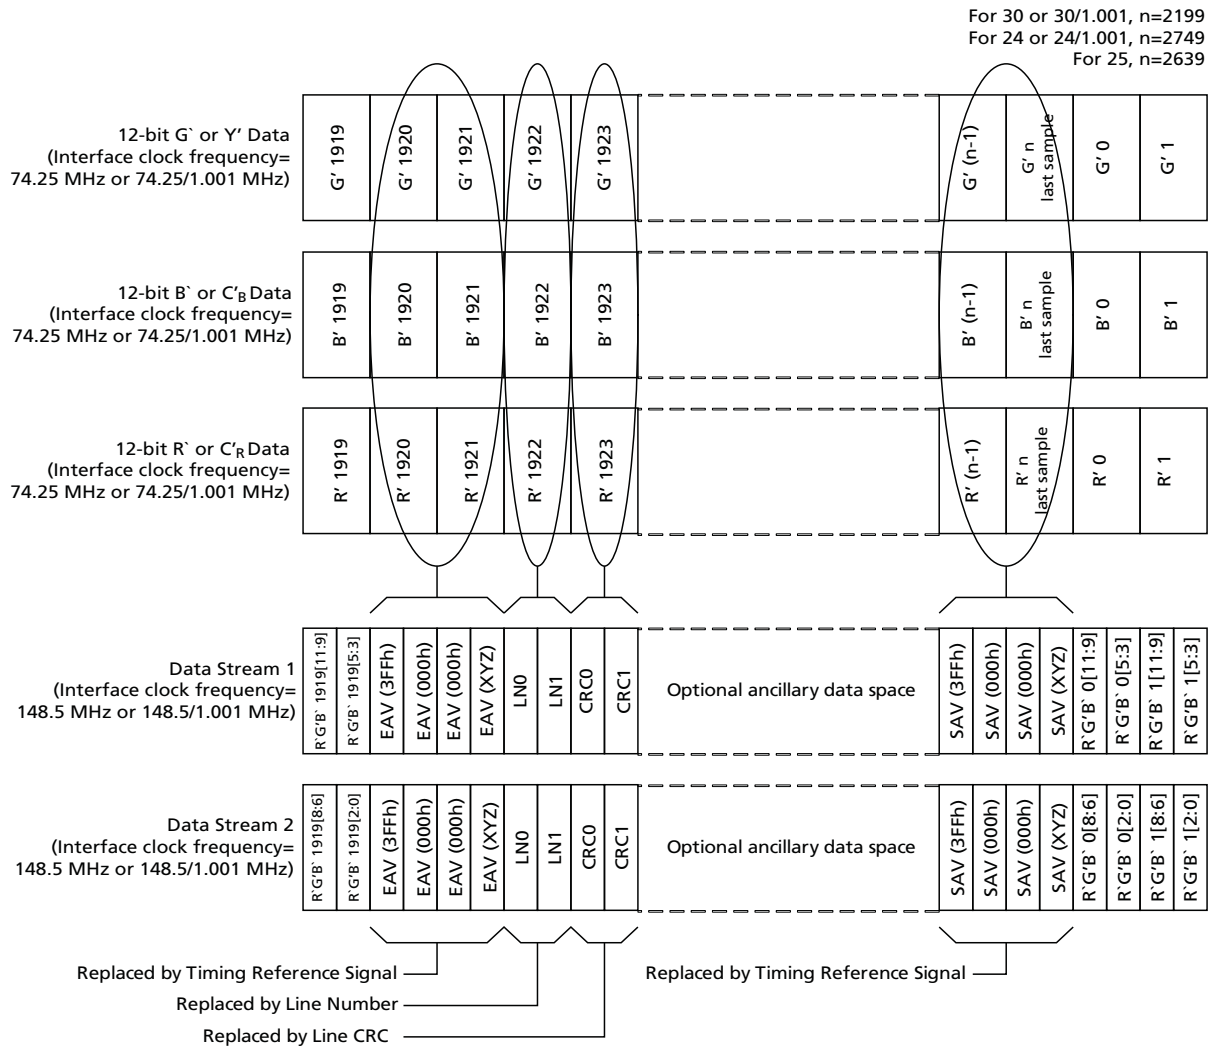 For 30 or 30/1.001, n=2199
For 24 or 24/1.001, n=2749
For 25, n=2639
12-bit G` or Y′ Data
(Interface clock frequency=
74.25 MHz or 74.25/1.001 MHz)
G′ 1919
G′ 1920
G′ 1921
G′ 1922
G′ 1923
G′ (n-1)
G′ n
last sample
G′ 0
G′ 1
12-bit B` or C′B Data
(Interface clock frequency=
74.25 MHz or 74.25/1.001 MHz)
B′ 1919
B′ 1920
B′ 1921
B′ 1922
B′ 1923
B′ (n-1)
B′ n
last sample
B′ 0
B′ 1
12-bit R` or C′R Data
(Interface clock frequency=
74.25 MHz or 74.25/1.001 MHz)
R′ 1919
R′ 1920
R′ 1921
R′ 1922
R′ 1923
R′ (n-1)
R′ n
last sample
R′ 0
R′ 1
Data Stream 1
(Interface clock frequency=
148.5 MHz or 148.5/1.001 MHz)
R`G′B` 1919[11:9]
R`G′B` 1919[5:3]
EAV (3FFh)
EAV (000h)
EAV (000h)
EAV (XYZ)
LN0
LN1
CRC0
CRC1
Optional ancillary data space
SAV (3FFh)
SAV (000h)
SAV (000h)
SAV (XYZ)
R`G′B` 0[11:9]
R`G′B` 0[5:3]
R`G′B` 1[11:9]
R`G′B` 1[5:3]
Data Stream 2
(Interface clock frequency=
148.5 MHz or 148.5/1.001 MHz)
R`G′B` 1919[8:6]
R`G′B` 1919[2:0]
EAV (3FFh)
EAV (000h)
EAV (000h)
EAV (XYZ)
LN0
LN1
CRC0
CRC1
Optional ancillary data space
SAV (3FFh)
SAV (000h)
SAV (000h)
SAV (XYZ)
R`G′B` 0[8:6]
R`G′B` 0[2:0]
R`G′B` 1[8:6]
R`G′B` 1[2:0]
Replaced by Timing Reference Signal
Replaced by Timing Reference Signal
Replaced by Line Number
Replaced by Line CRC